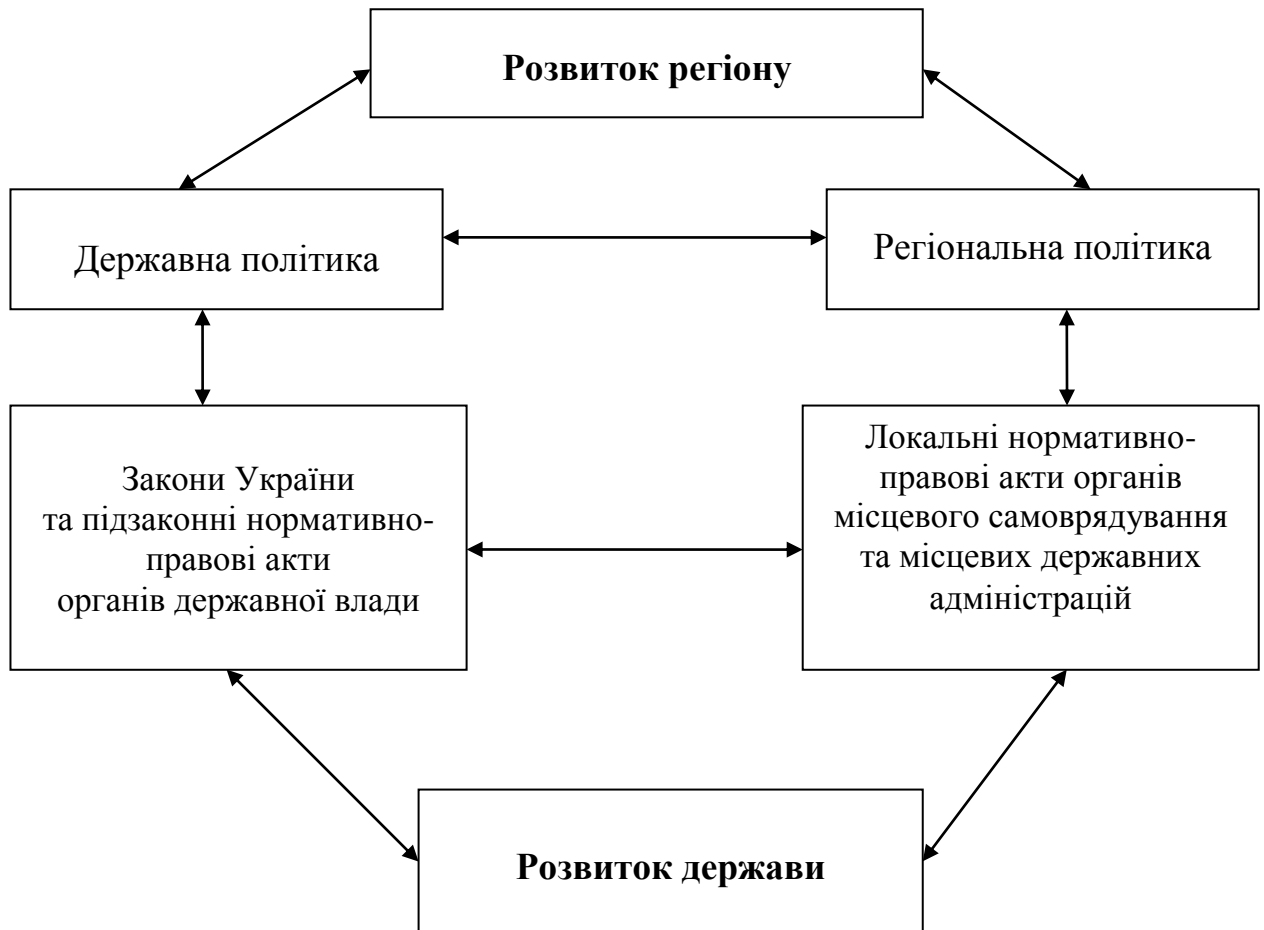 Розвиток регіону
Державна політика
Регіональна політика
Закони України
та підзаконні нормативно-
правові акти
органів державної влади
Локальні нормативно-
правові акти органів
місцевого самоврядування
та місцевих державних
адміністрацій
Розвиток держави